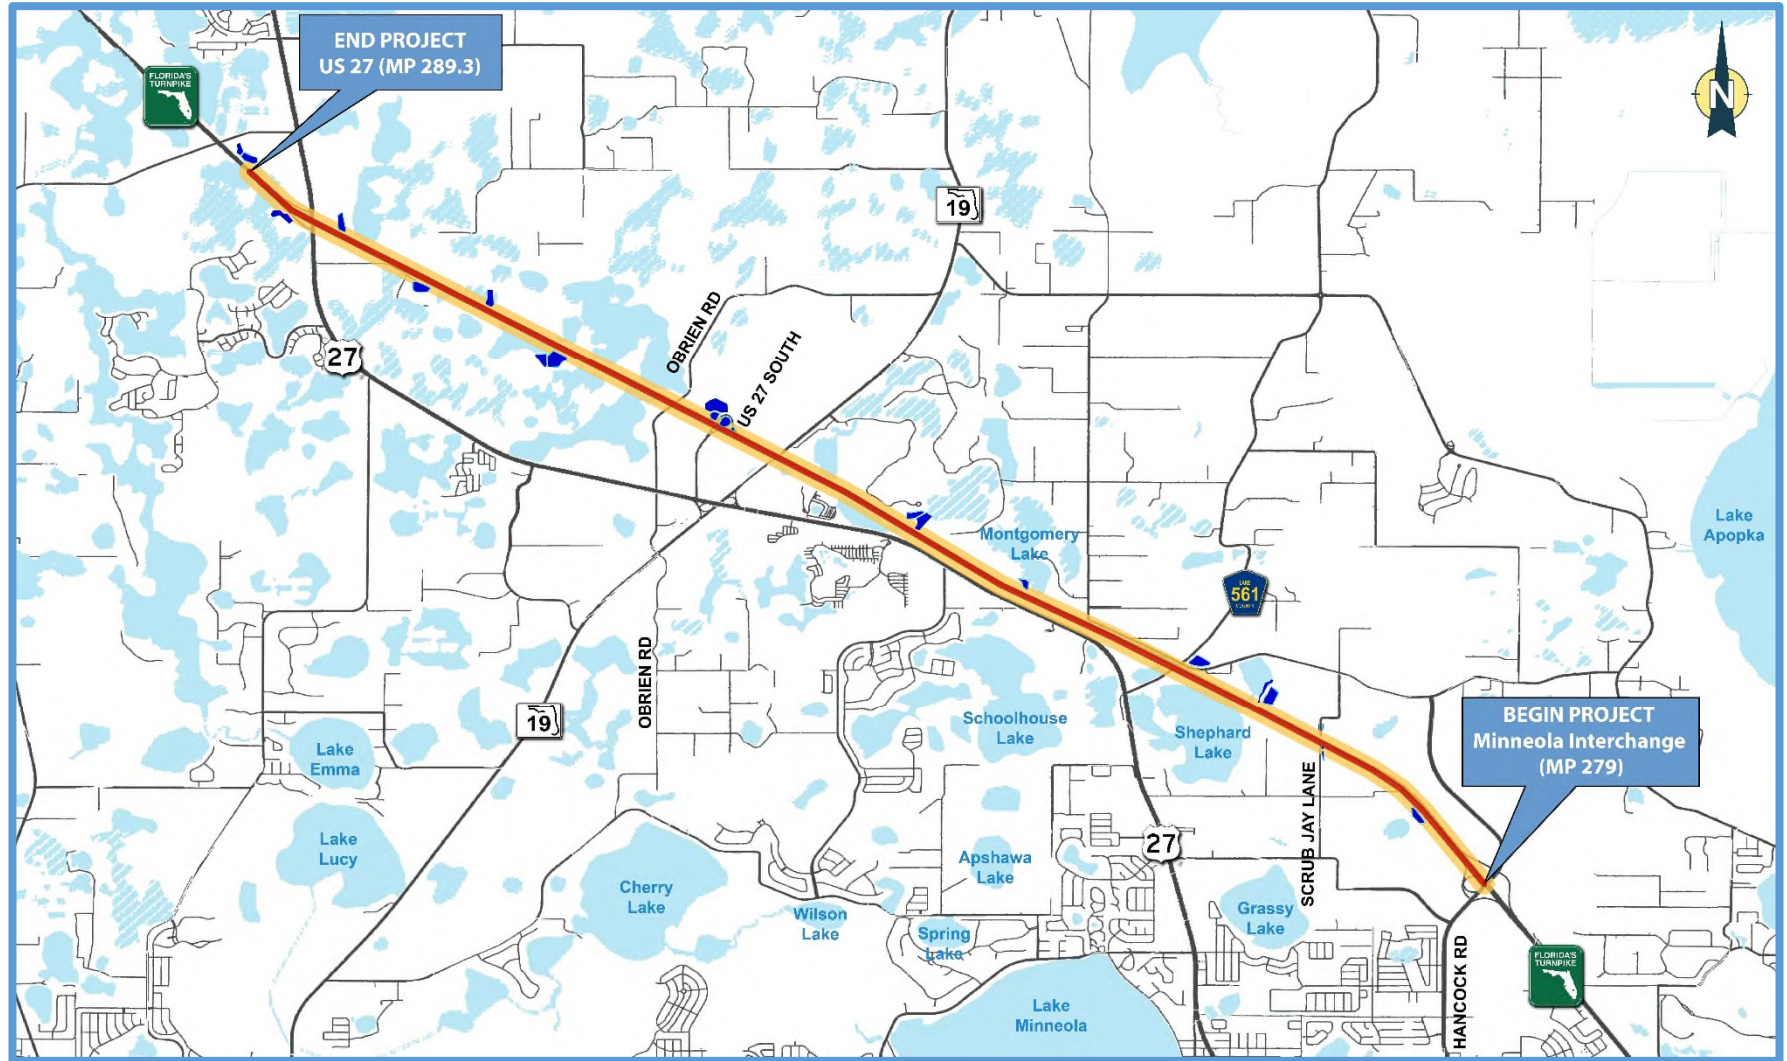 END PROJECT
US 27 (MP 289.3)
FLORIDA'S
TURNPIKE
N
19
OBRIEN RD
US 27 SOUTH
27
Lake
Apopka
Montgomery
Lake
LAKE
561
COUNTY
OBRIEN RD
19
Schoolhouse
Lake
Shephard
Lake
BEGIN PROJECT
Minneola Interchange
(MP 279)
Lake
Emma
SCRUB JAY LANE
Lake
Lucy
27
Apshawa
Lake
Cherry
Lake
Wilson
Lake
Spring
Lake
Grassy
Lake
HANCOCK RD
FLORIDA'S
TURNPIKE
Lake
Minneola